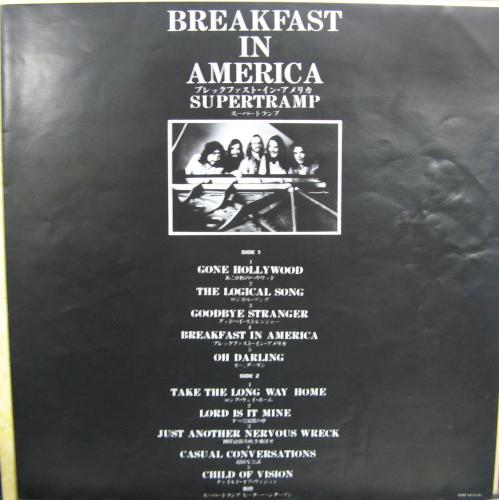 BREAKFAST
IN
AMERICA
ブレックファスト・イン・アメリカ
SUPERTRAMP
スーパートランプ
SIDE 1
1
GONE HOLLYWOOD
2
THE LOGICAL SONG
ロジカル・ソング
3
GOODBYE STRANGER
グッドバイ・ストレンジャー
4
BREAKFAST IN AMERICA
ブレックファスト・イン・アメリカ
5
OH DARLING
オー、ダーリン
SIDE 2
1
TAKE THE LONG WAY HOME
ロング・ウェイ・ホーム
2
LORD IS IT MINE
3
JUST ANOTHER NERVOUS WRECK
4
CASUAL CONVERSATIONS
5
CHILD OF VISION
チャイルド・オブ・ヴィジョン